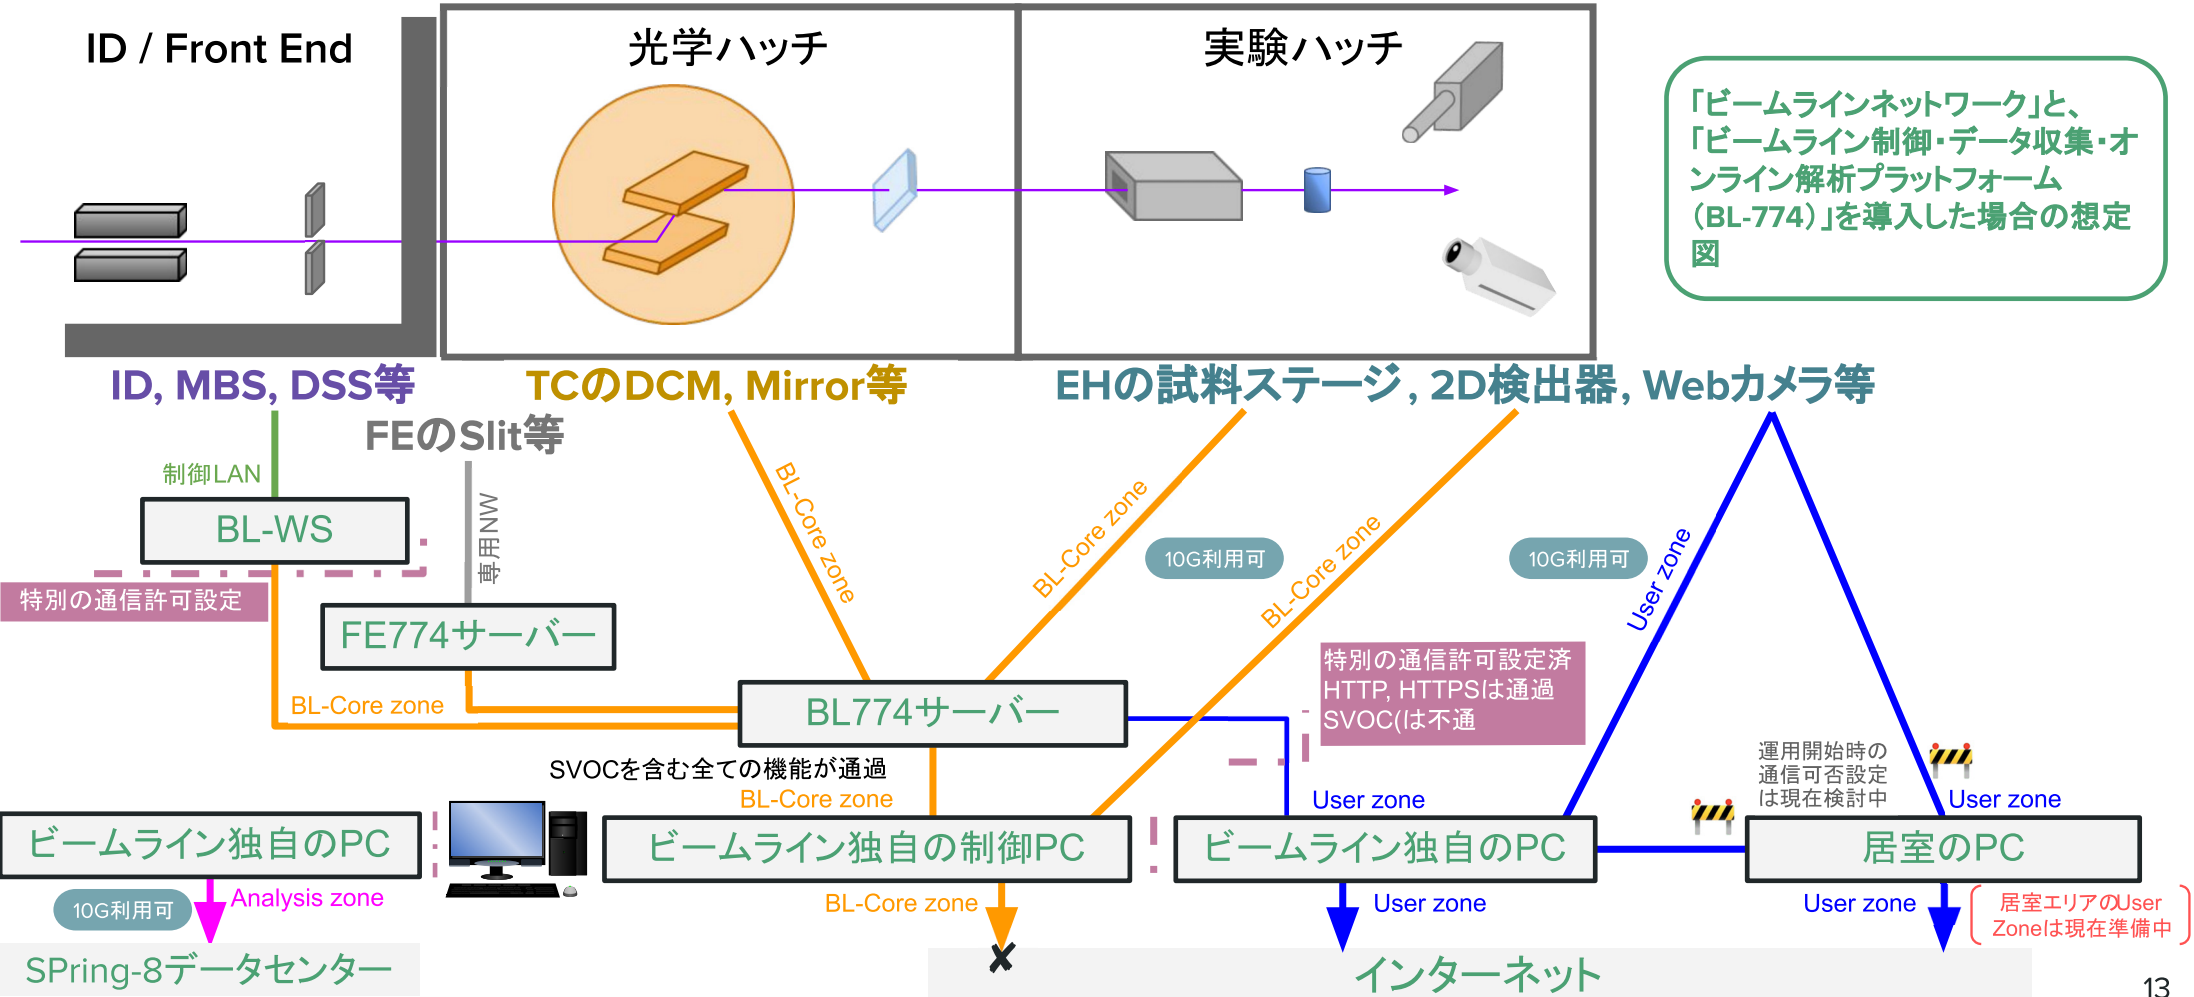 ID / Front End
光学ハッチ
実験ハッチ
「ビームラインネットワーク」と、
「ビームライン制御・データ収集・オ
ンライン解析プラットフォーム
（BL-774）」を導入した場合の想定
図
ID, MBS, DSS等
TCのDCM, Mirror等
EHの試料ステージ, 2D検出器, Webカメラ等
FEのSlit等
制御LAN
専用NW
BL-Core zone
BL-Core zone
BL-Core zone
User zone
10G利用可
10G利用可
BL-WS
特別の通信許可設定
FE774サーバー
特別の通信許可設定済
HTTP, HTTPSは通過
SVOC(は不通
BL-Core zone
BL774サーバー
運用開始時の
通信可否設定
は現在検討中
SVOCを含む全ての機能が通過
BL-Core zone
User zone
User zone
ビームライン独自のPC
ビームライン独自の制御PC
ビームライン独自のPC
居室のPC
10G利用可
Analysis zone
BL-Core zone
User zone
User zone
居室エリアのUser
Zoneは現在準備中
SPring-8データセンター
インターネット
13